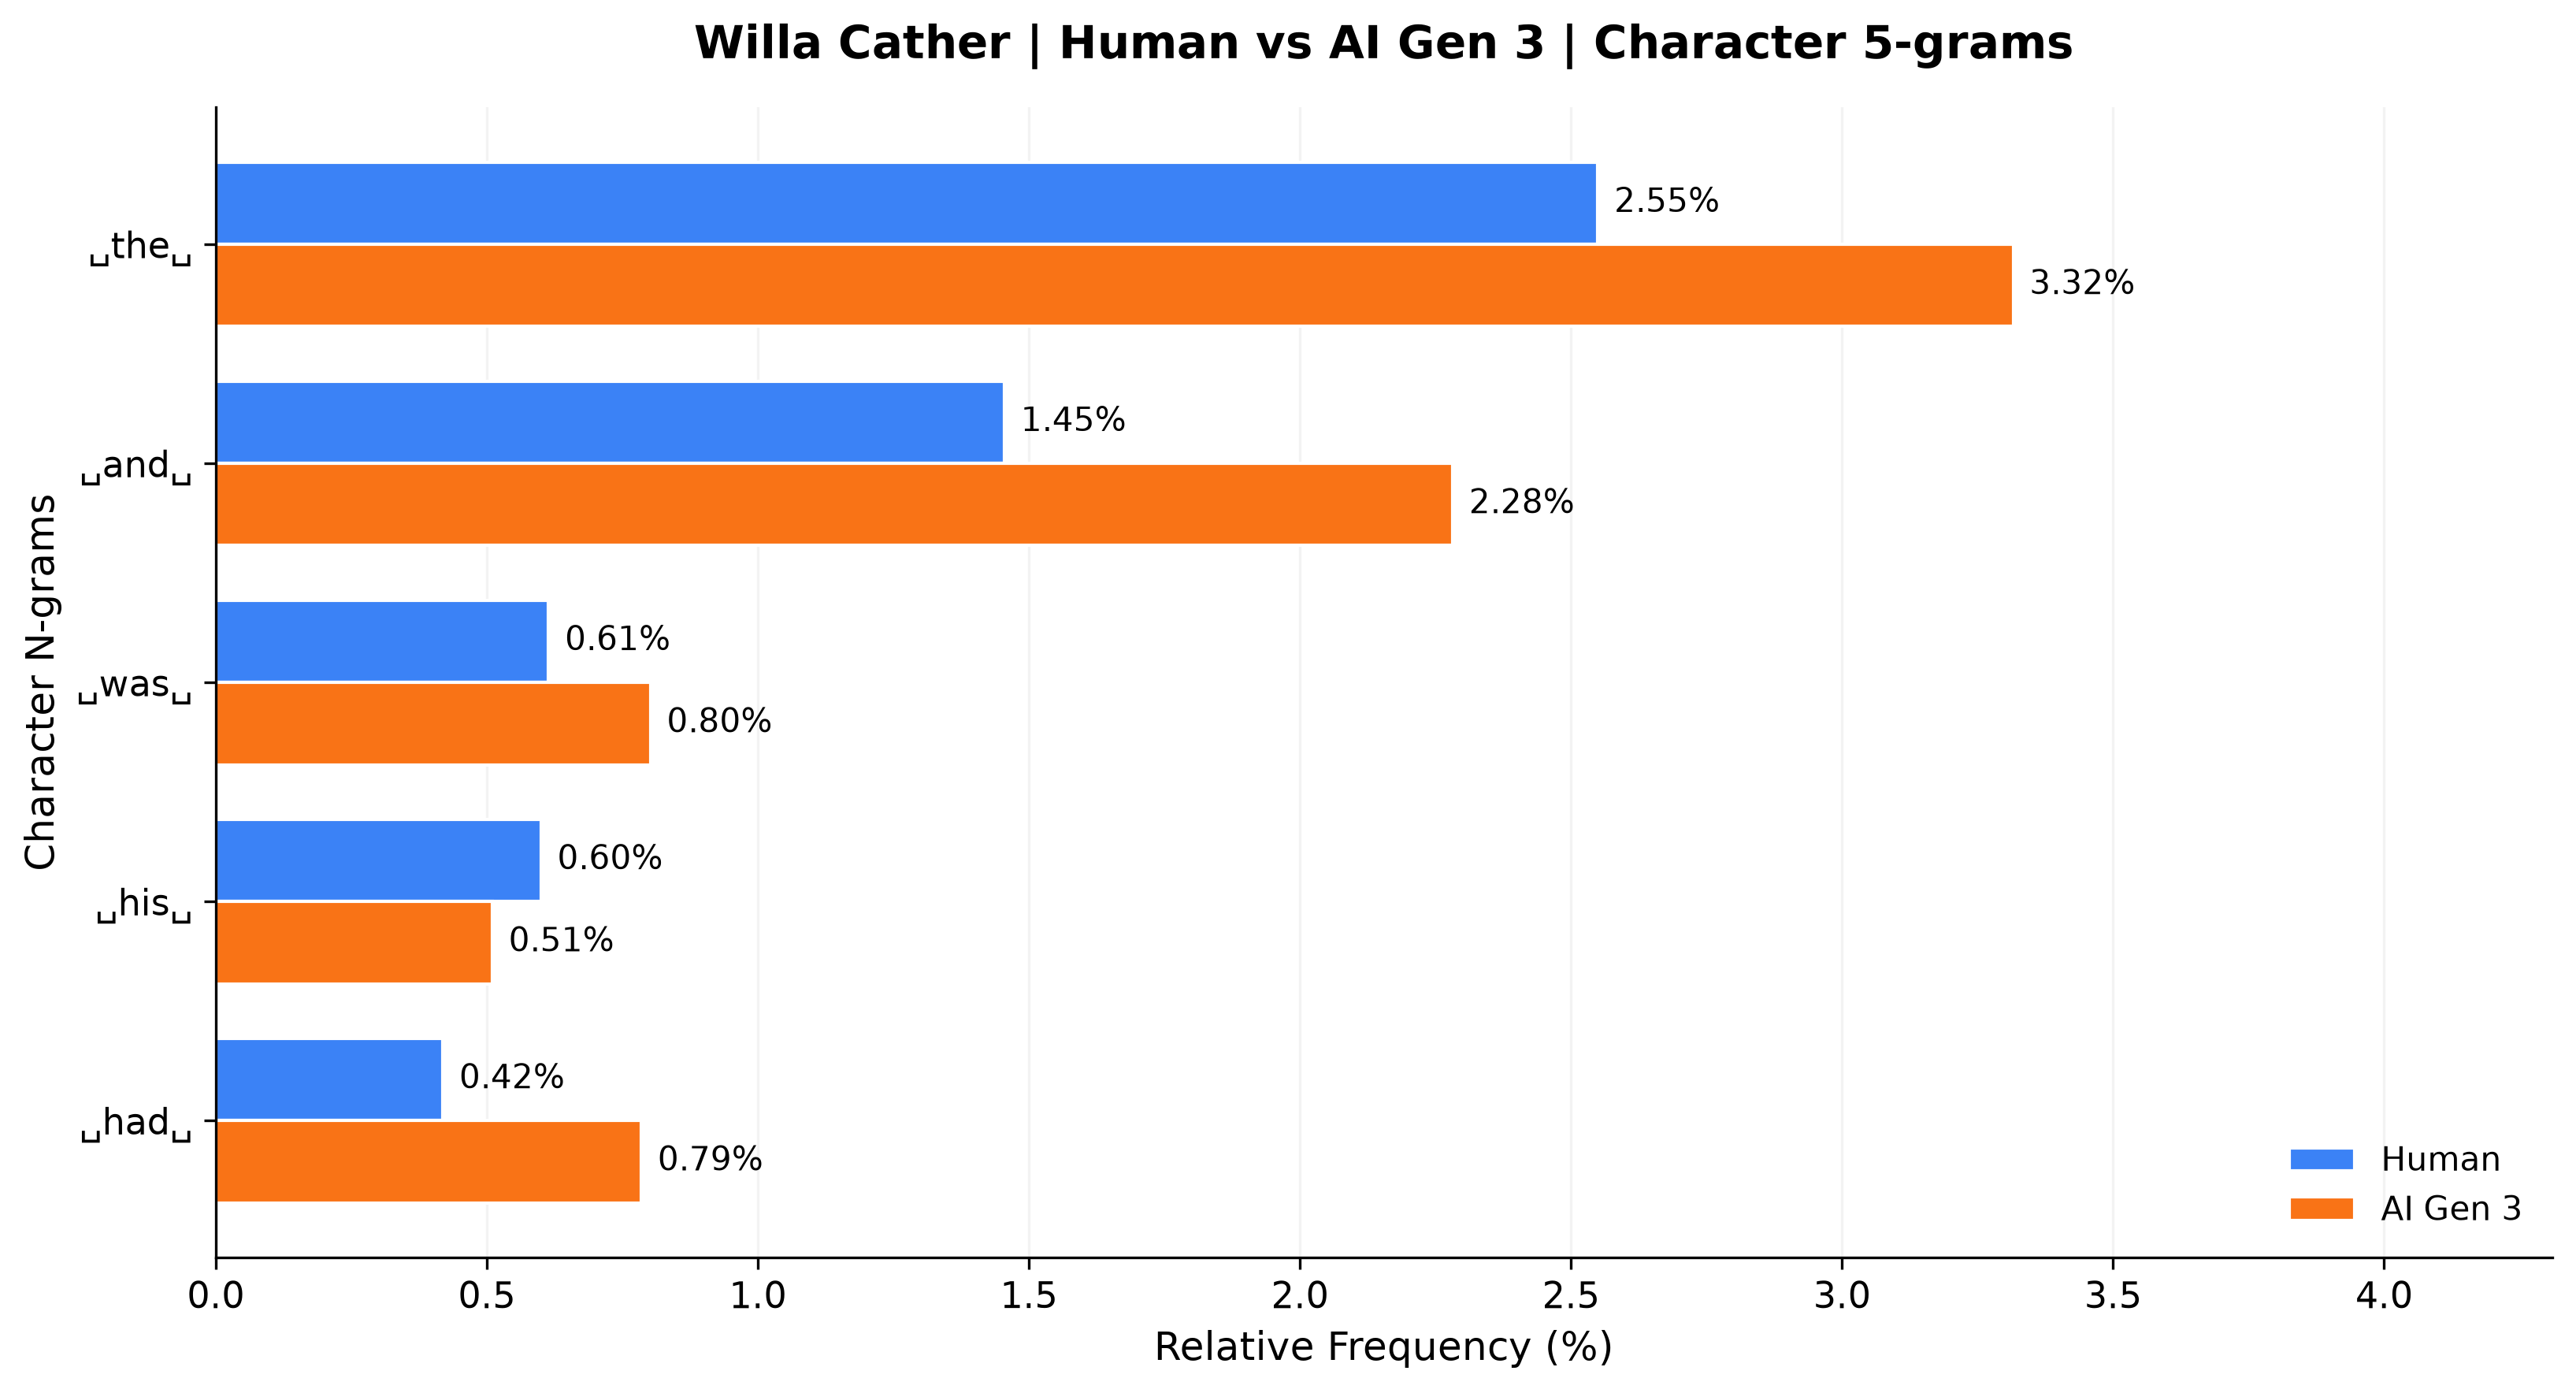 Willa Cather | Human vs AI Gen 3 | Character 5-grams
Character N-grams
␣the␣
2.55%
3.32%
␣and␣
1.45%
2.28%
␣was␣
0.61%
0.80%
␣his␣
0.60%
0.51%
␣had␣
0.42%
0.79%
Human
AI Gen 3
0.0 0.5 1.0 1.5 2.0 2.5 3.0 3.5 4.0
Relative Frequency (%)